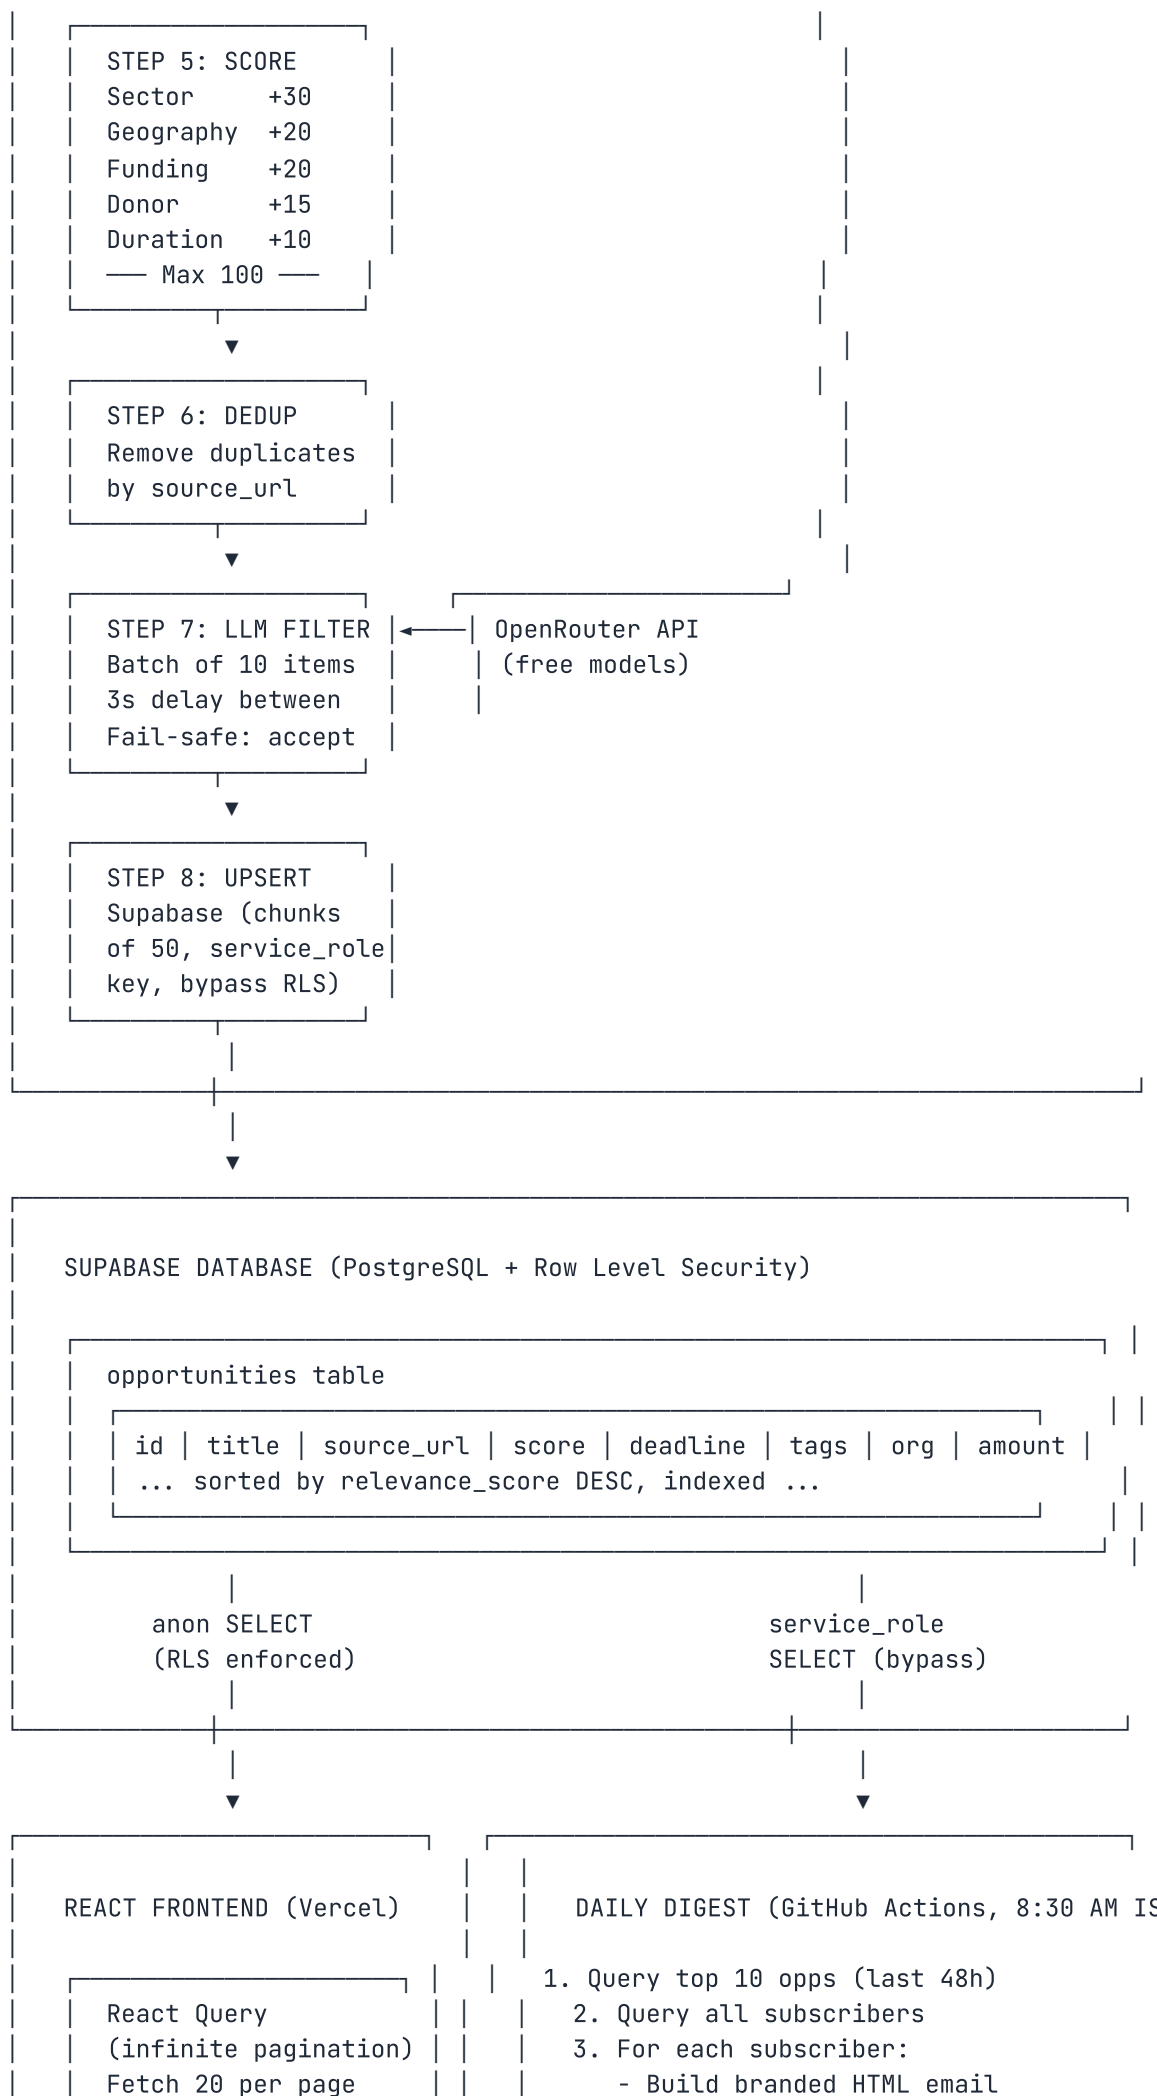 STEP 5: SCORE
Sector +30
Geography +20
Funding +20
Donor +15
Duration +10
─── Max 100 ───
STEP 6: DEDUP
Remove duplicates
by source_url
STEP 7: LLM FILTER
OpenRouter API
Batch of 10 items
(free models)
3s delay between
Fail-safe: accept
STEP 8: UPSERT
Supabase (chunks
of 50, service_role
key, bypass RLS)
SUPABASE DATABASE (PostgreSQL + Row Level Security)
opportunities table
id │ title │ source_url │ score │ deadline │ tags │ org │ amount
... sorted by relevance_score DESC, indexed ...
anon SELECT
(RLS enforced)
service_role
SELECT (bypass)
REACT FRONTEND (Vercel)
React Query
(infinite pagination)
Fetch 20 per page
DAILY DIGEST (GitHub Actions, 8:30 AM IS
1. Query top 10 opps (last 48h)
2. Query all subscribers
3. For each subscriber:
- Build branded HTML email